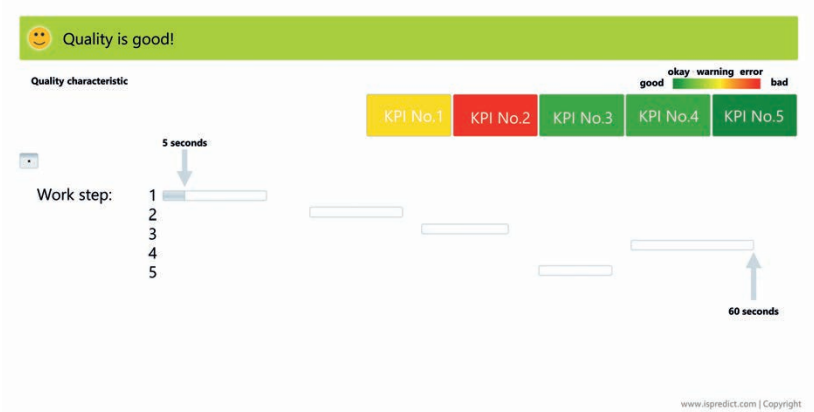 Quality is good!
okay warning error
Quality characteristic
good bad
KPI No.1 KPI No.2 KPI No.3 KPI No.4 KPI No.5
5 seconds
Work step: 1
2
3
4
5
60 seconds
www.ispredict.com | Copyright